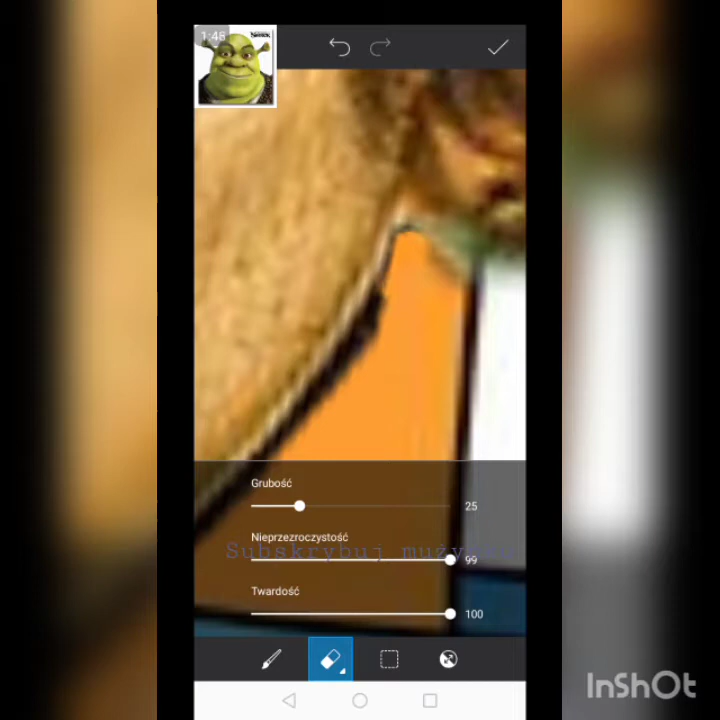 1:48
Grubość
25
Nieprzezroczystość
Subskrybuj
99
Twardość
100
InShOt